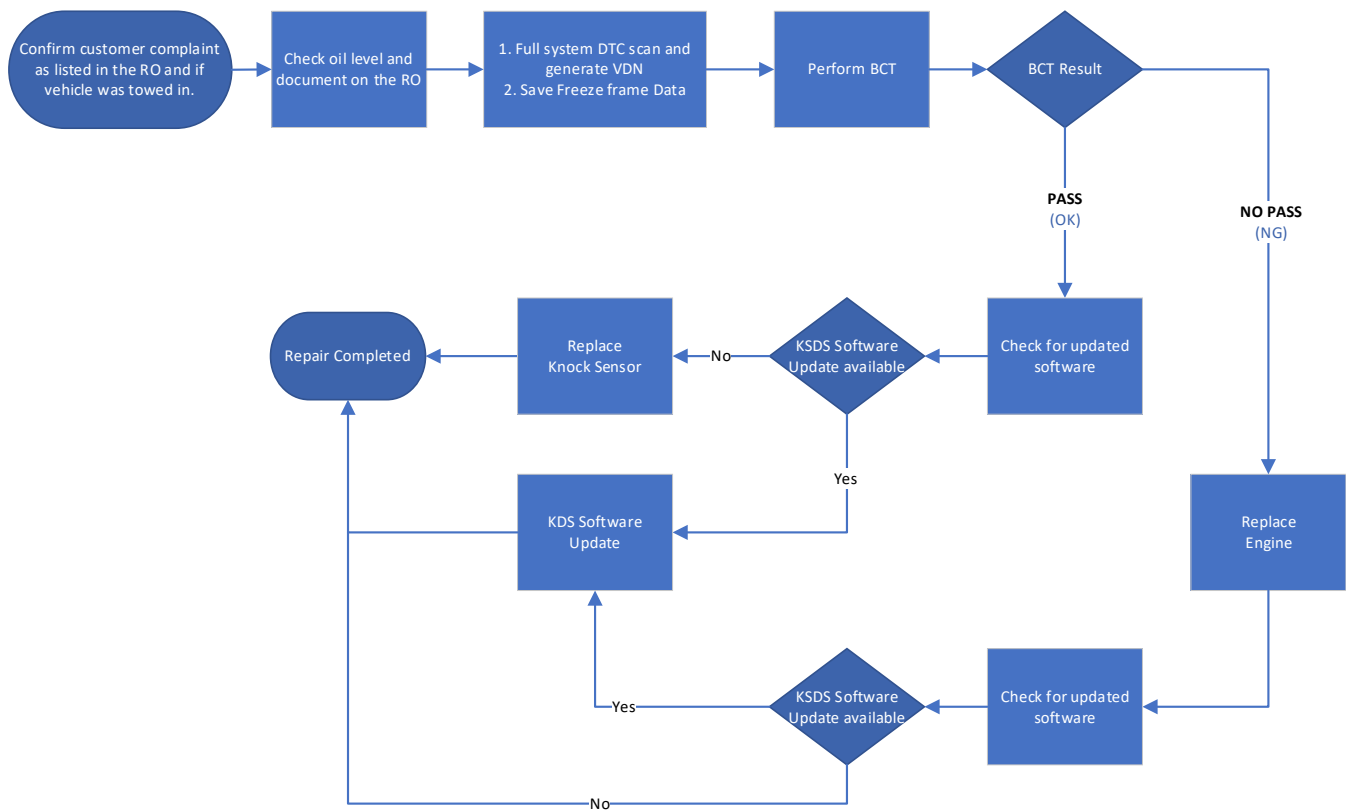 Confirm customer complaint
as listed in the RO and if
vehicle was towed in.
Check oil level and
document on the RO
1. Full system DTC scan and
generate VDN
2. Save Freeze frame Data
Perform BCT
BCT Result
PASS
(OK)
NO PASS
(NG)
Repair Completed
Replace
Knock Sensor
No
KSDS Software
Update available
Check for updated
software
Yes
KDS Software
Update
Replace
Engine
Yes
KSDS Software
Update available
Check for updated
software
No